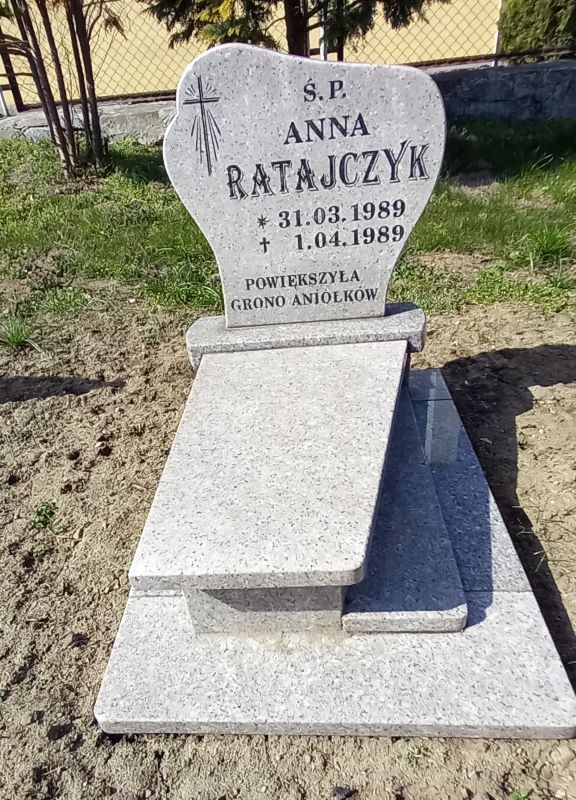 Ś.P.
ANNA
RATAJCZYK
* 31.03.1989
✝ 1.04.1989
POWIĘKSZYŁA
GRONO ANIOŁKÓW